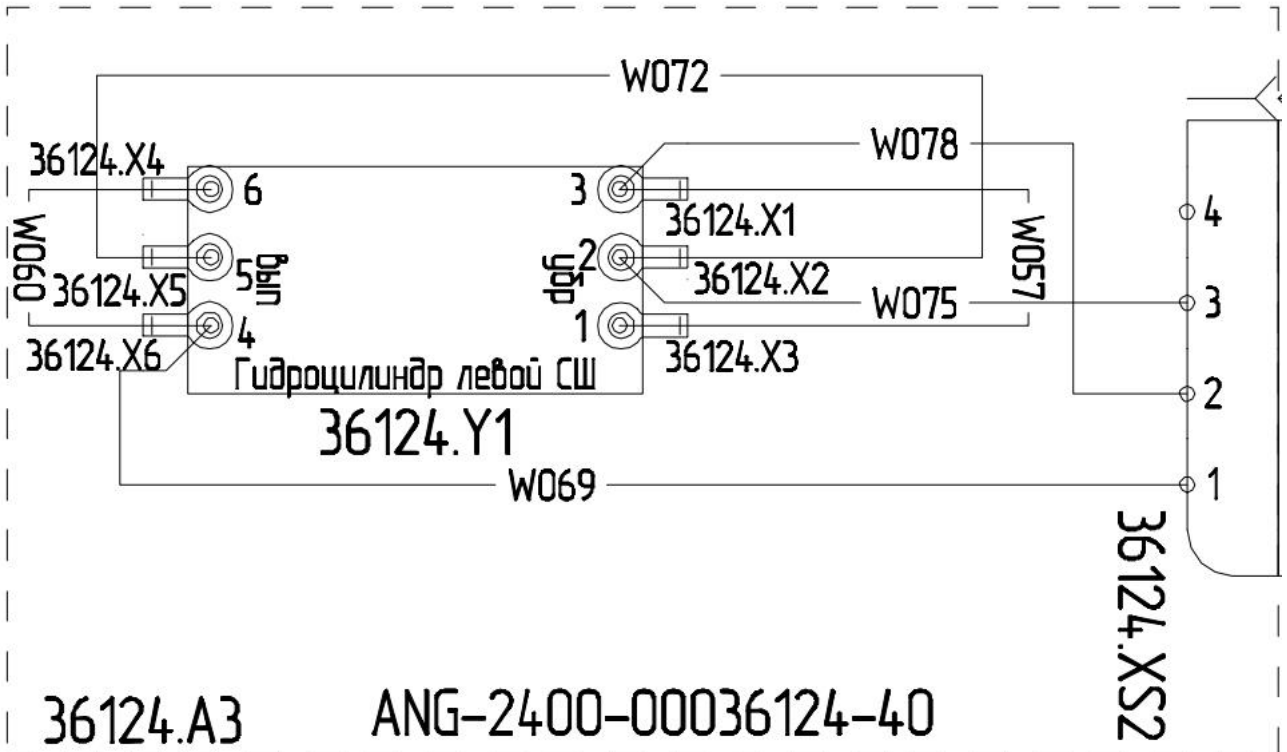 W072
W078
36124.X4
6
3
36124.X1
4
W060
5
вып
2
убр
36124.X2
W057
36124.X5
W075
3
36124.X6
4
1
36124.X3
Гидроцилиндр левой СШ
36124.Y1
2
W069
1
36124.XS2
36124.A3
ANG-2400-00036124-40